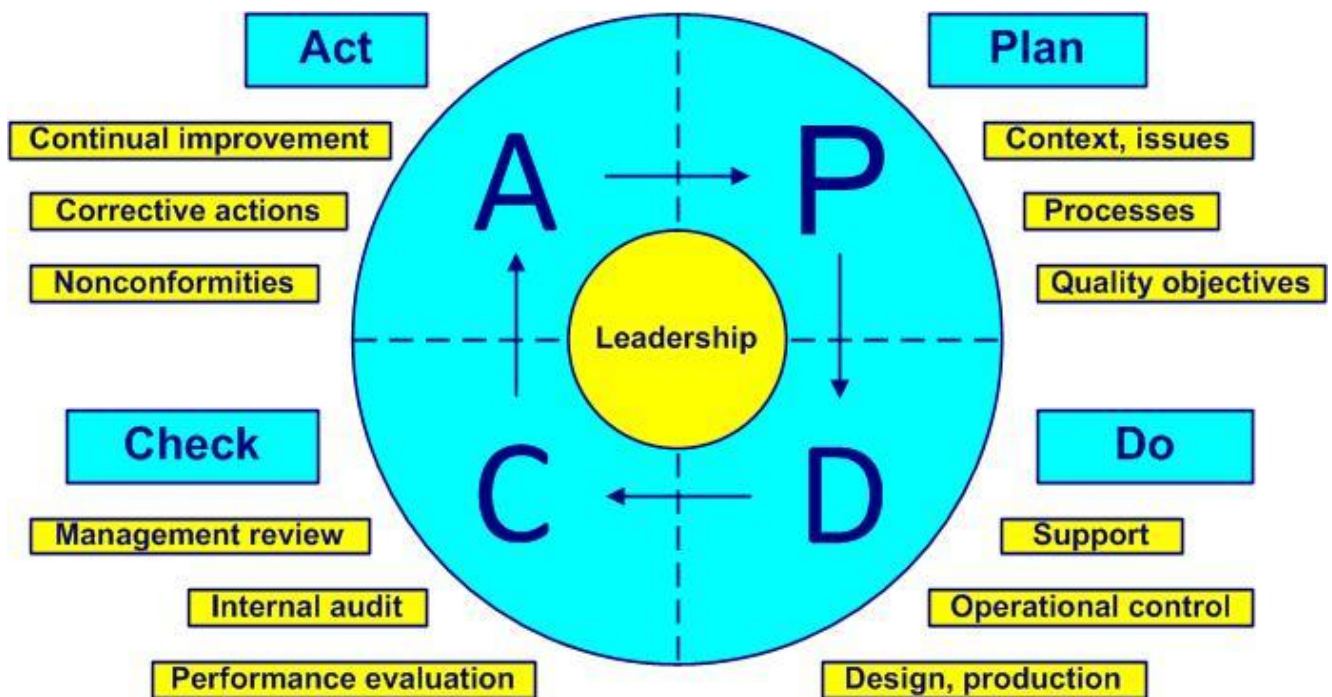 Act
Plan
Continual improvement
Corrective actions
Nonconformities
A
P
Context, issues
Processes
Quality objectives
Leadership
Check
Do
C
D
Management review
Internal audit
Performance evaluation
Support
Operational control
Design, production